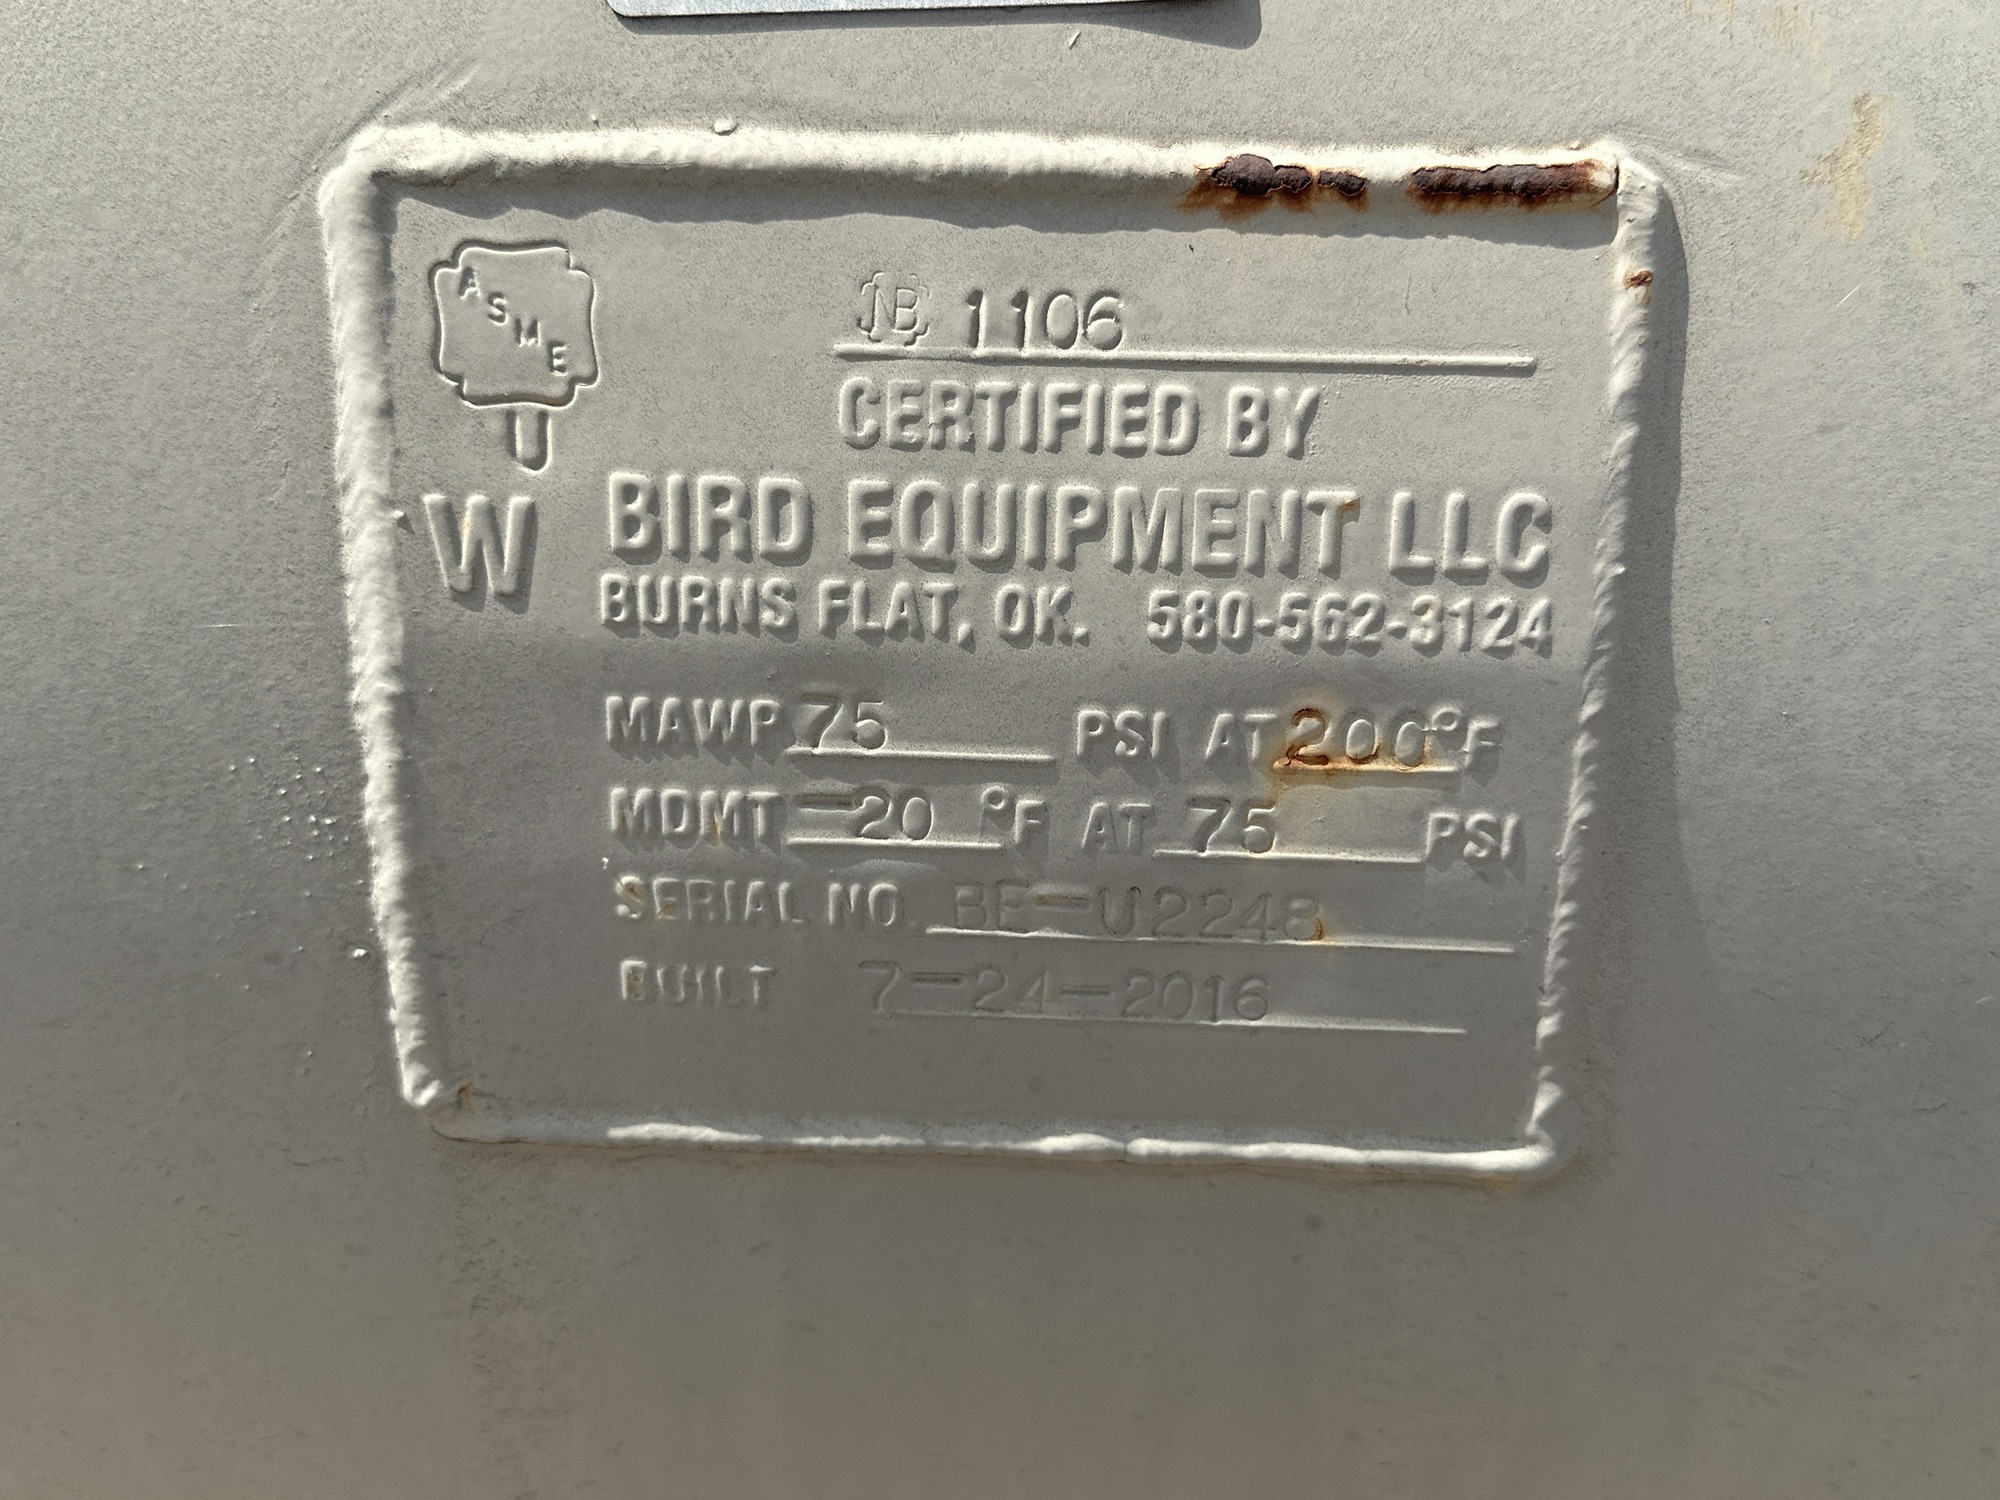 ASME
U
W
NB 1106
CERTIFIED BY
BIRD EQUIPMENT LLC
BURNS FLAT, OK. 580-562-3124
MAWP 75 PSI AT 200°F
MDMT -20 °F AT 75 PSI
SERIAL NO. BE-U2248
BUILT 7-24-2016